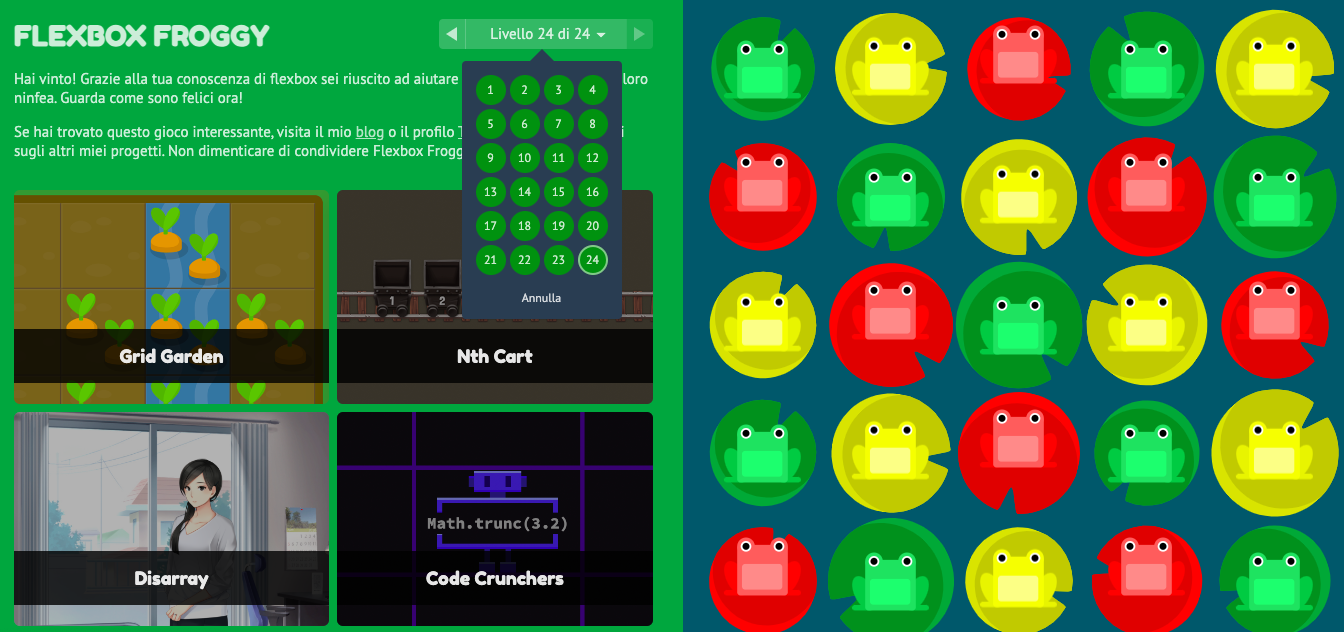 FLEXBOX FROGGY
Livello 24 di 24
Hai vinto! Grazie alla tua conoscenza di flexbox sei riuscito ad aiutare loro
ninfea. Guarda come sono felici ora!
Se hai trovato questo gioco interessante, visita il mio blog o il profilo
sugli altri miei progetti. Non dimenticare di condividere Flexbox Frogg
1 2 3 4
5 6 7 8
9 10 11 12
13 14 15 16
17 18 19 20
21 22 23 24
Annulla
1 2
Grid Garden
Nth Cart
Math.trunc(3.2)
Disarray
Code Crunchers